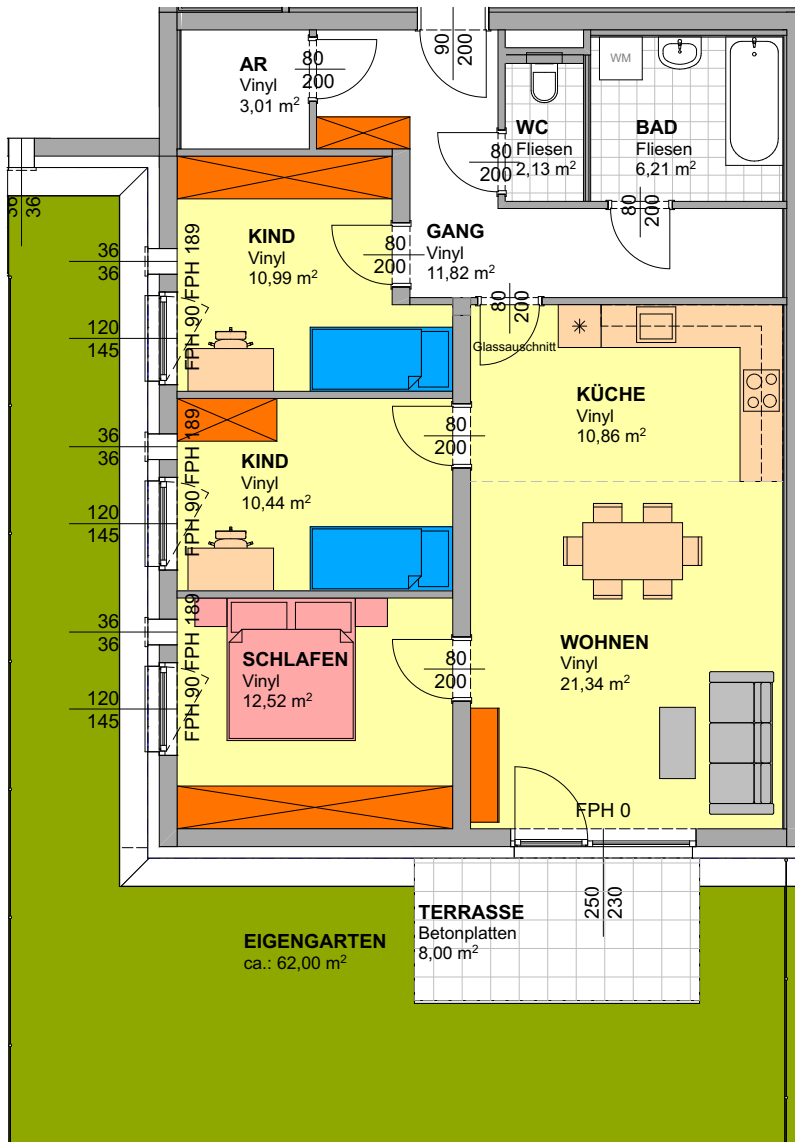 AR
Vinyl
3,01 m²
80
200
90
200
WM
WC
Fliesen
2,13 m²
BAD
Fliesen
6,21 m²
80
200
80
200
36
36
KIND
Vinyl
10,99 m²
80
200
GANG
Vinyl
11,82 m²
80
200
Glassauschnitt
36
36
120
145
FPH 90/FPH 189
KÜCHE
Vinyl
10,86 m²
80
200
36
36
KIND
Vinyl
10,44 m²
120
145
FPH 90/FPH 189
36
36
SCHLAFEN
Vinyl
12,52 m²
80
200
WOHNEN
Vinyl
21,34 m²
120
145
FPH 90/FPH 189
FPH 0
250
230
TERRASSE
Betonplatten
8,00 m²
EIGENGARTEN
ca.: 62,00 m²